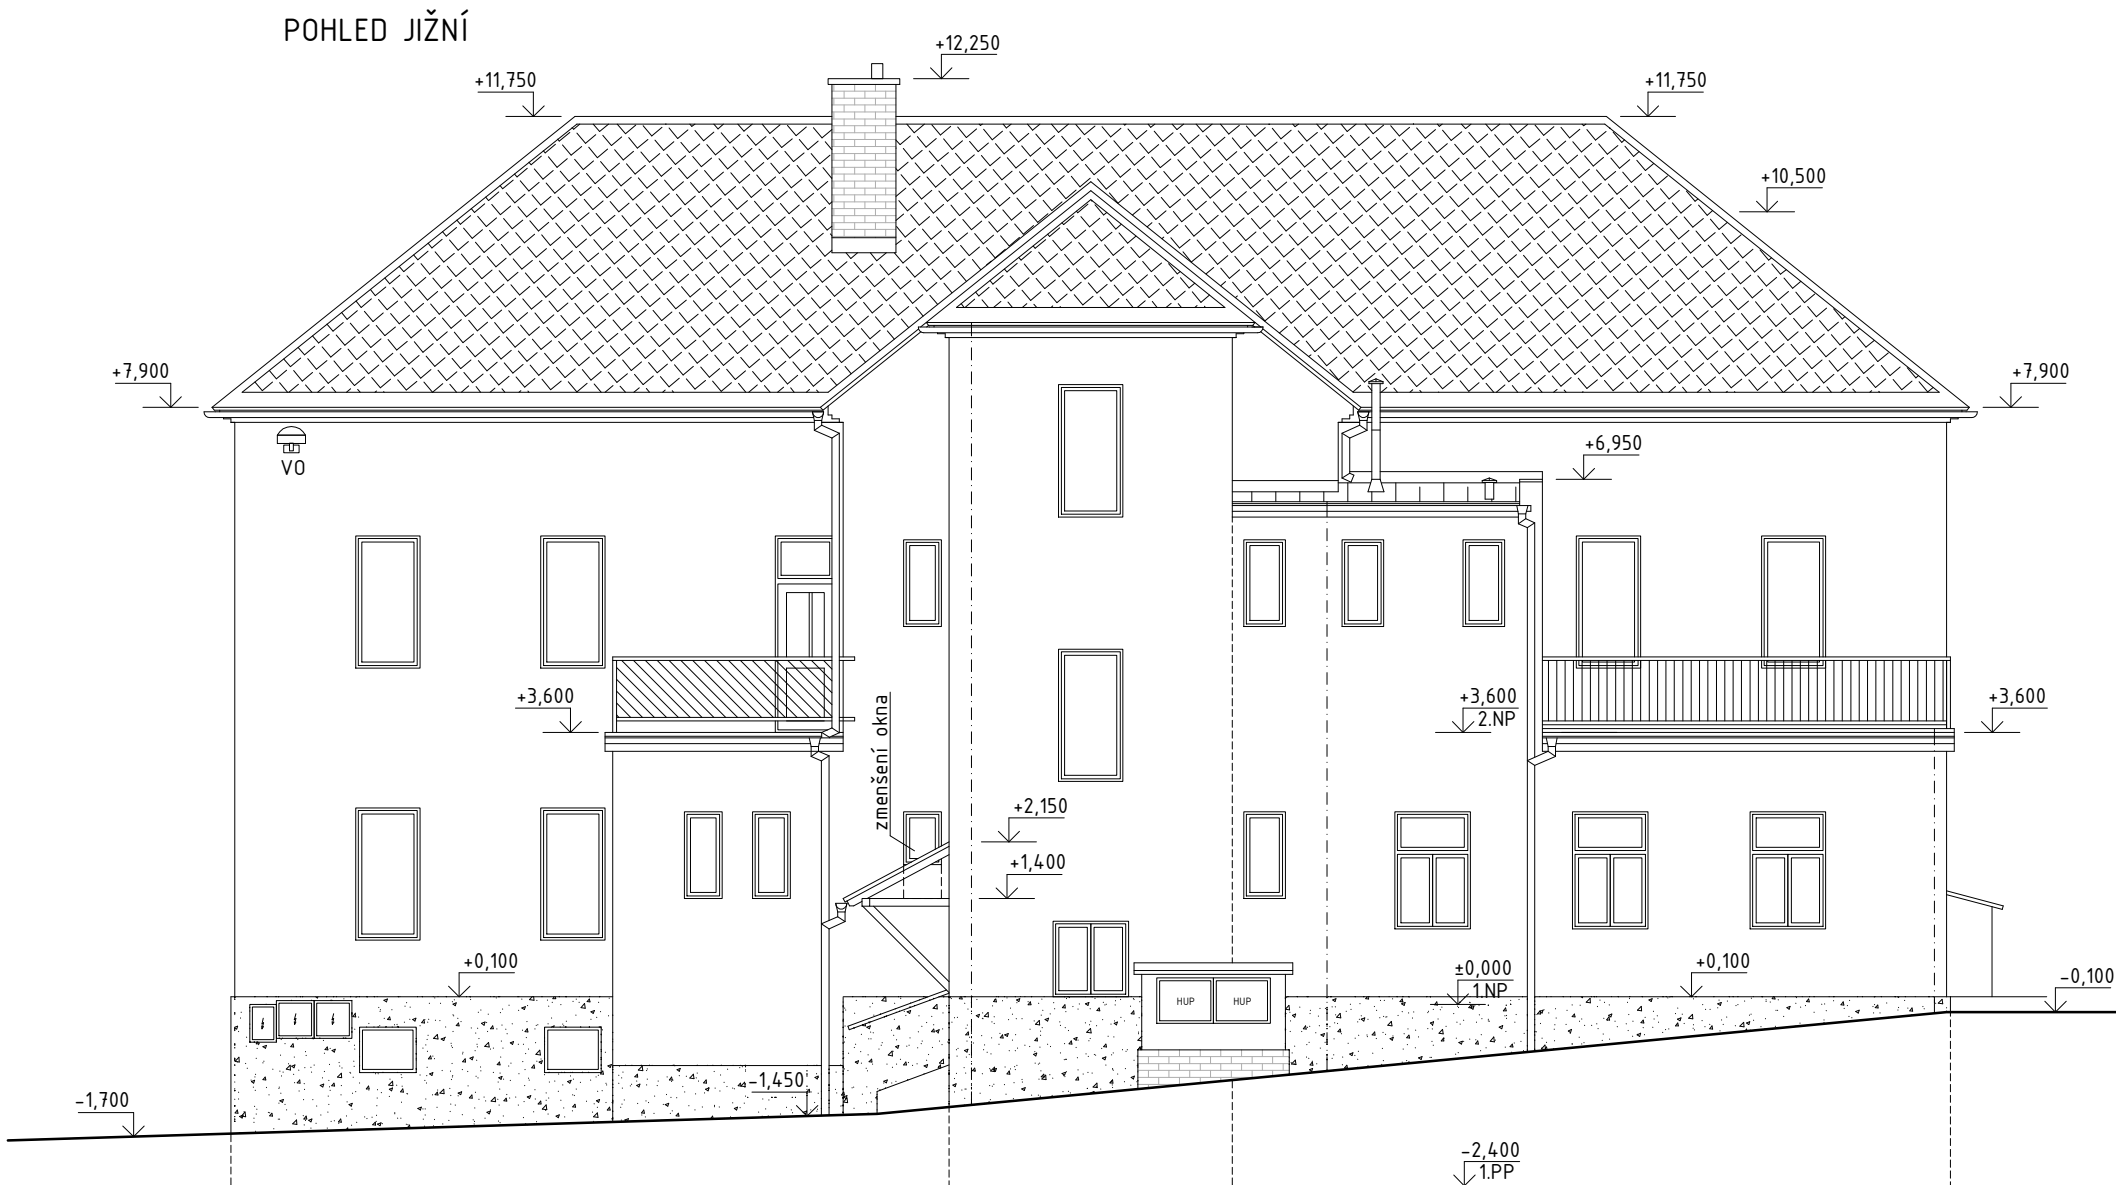 POHLED JIŽNÍ
+12,250
+11,750
+11,750
+10,500
+7,900
+7,900
VO
+6,950
+3,600
zmenšení okna
+3,600
2.NP
+3,600
+2,150
+1,400
+0,100
±0,000
1.NP
+0,100
-0,100
HUP
HUP
-1,450
-1,700
-2,400
1.PP